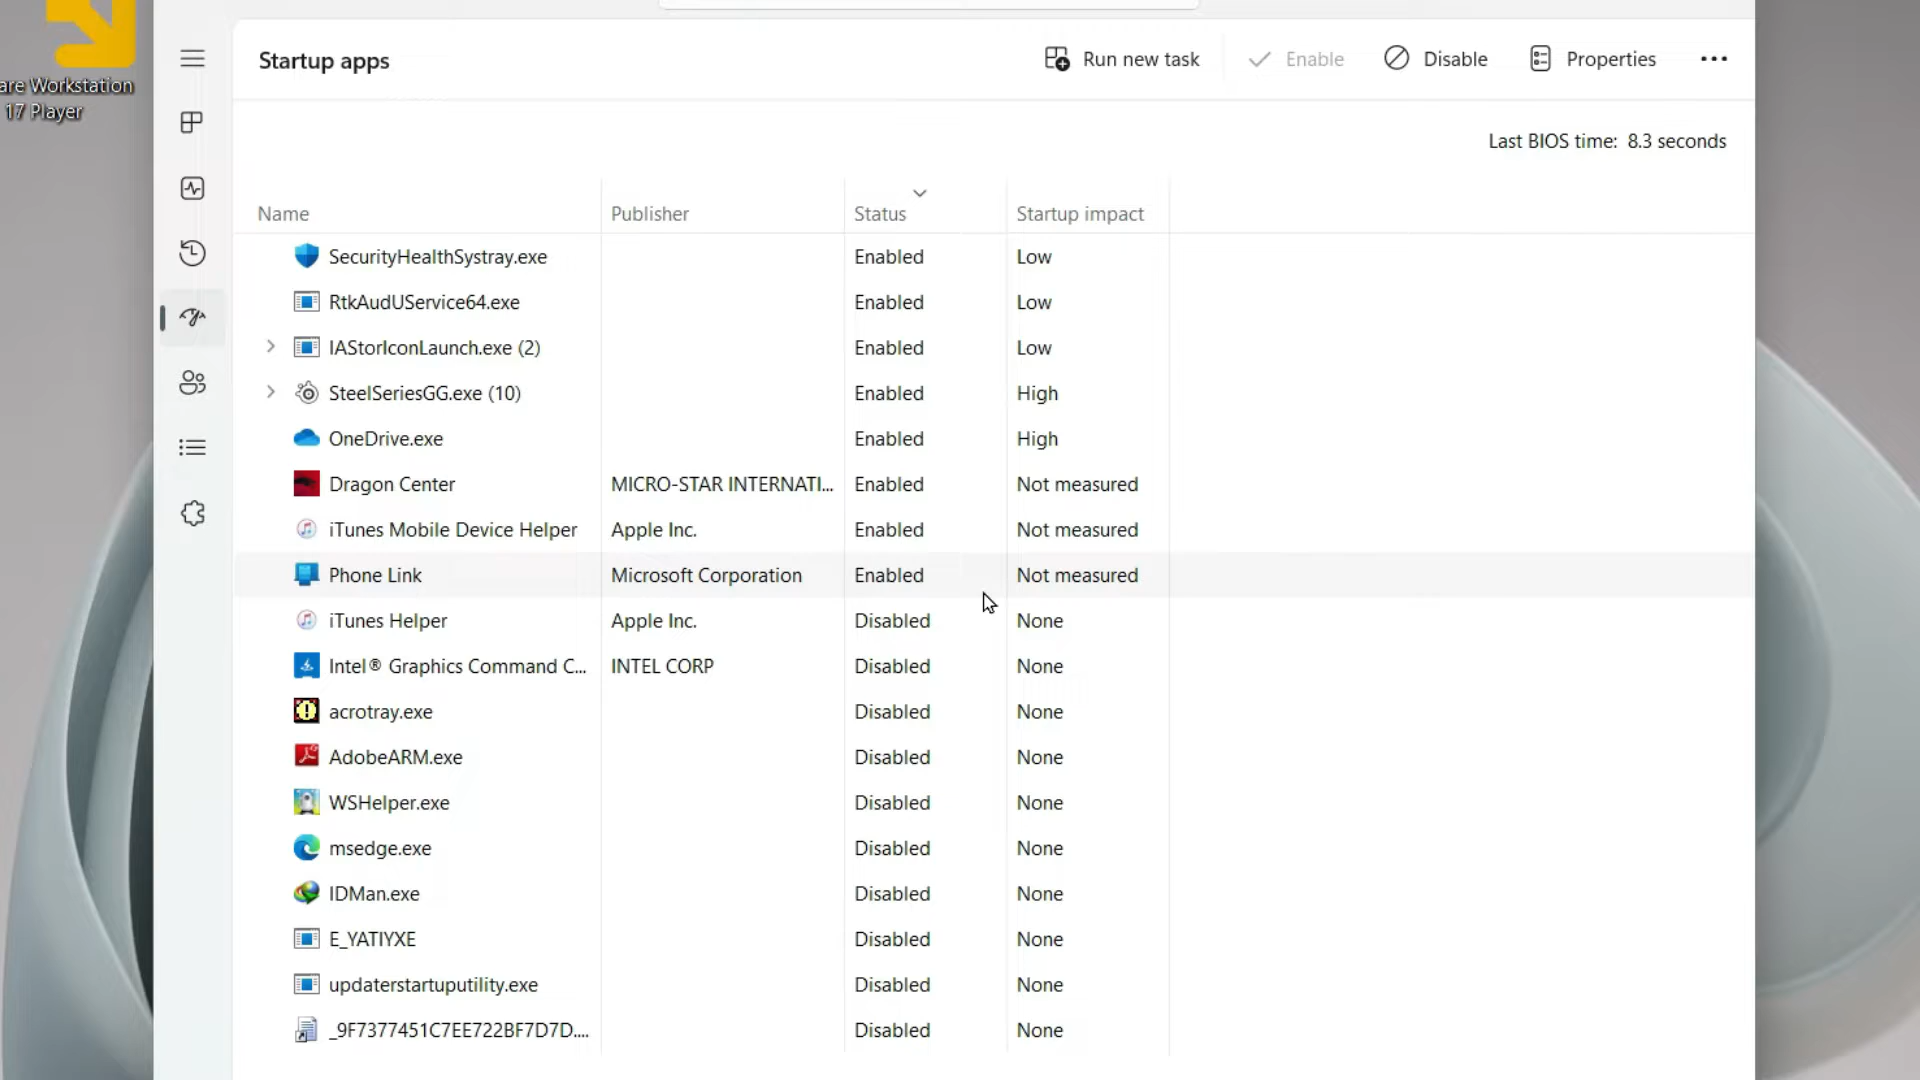 are Workstation
17 Player
Startup apps
Run new task
Enable
Disable
Properties
Last BIOS time: 8.3 seconds
Name Publisher Status Startup impact
SecurityHealthSystray.exe Enabled Low
RtkAudUService64.exe Enabled Low
IAStorIconLaunch.exe (2) Enabled Low
SteelSeriesGG.exe (10) Enabled High
OneDrive.exe Enabled High
Dragon Center MICRO-STAR INTERNATI... Enabled Not measured
iTunes Mobile Device Helper Apple Inc. Enabled Not measured
Phone Link Microsoft Corporation Enabled Not measured
iTunes Helper Apple Inc. Disabled None
Intel® Graphics Command C... INTEL CORP Disabled None
acrotray.exe Disabled None
AdobeARM.exe Disabled None
WSHelper.exe Disabled None
msedge.exe Disabled None
IDMan.exe Disabled None
E_YATIYXE Disabled None
updaterstartuputility.exe Disabled None
_9F7377451C7EE722BF7D7D.... Disabled None